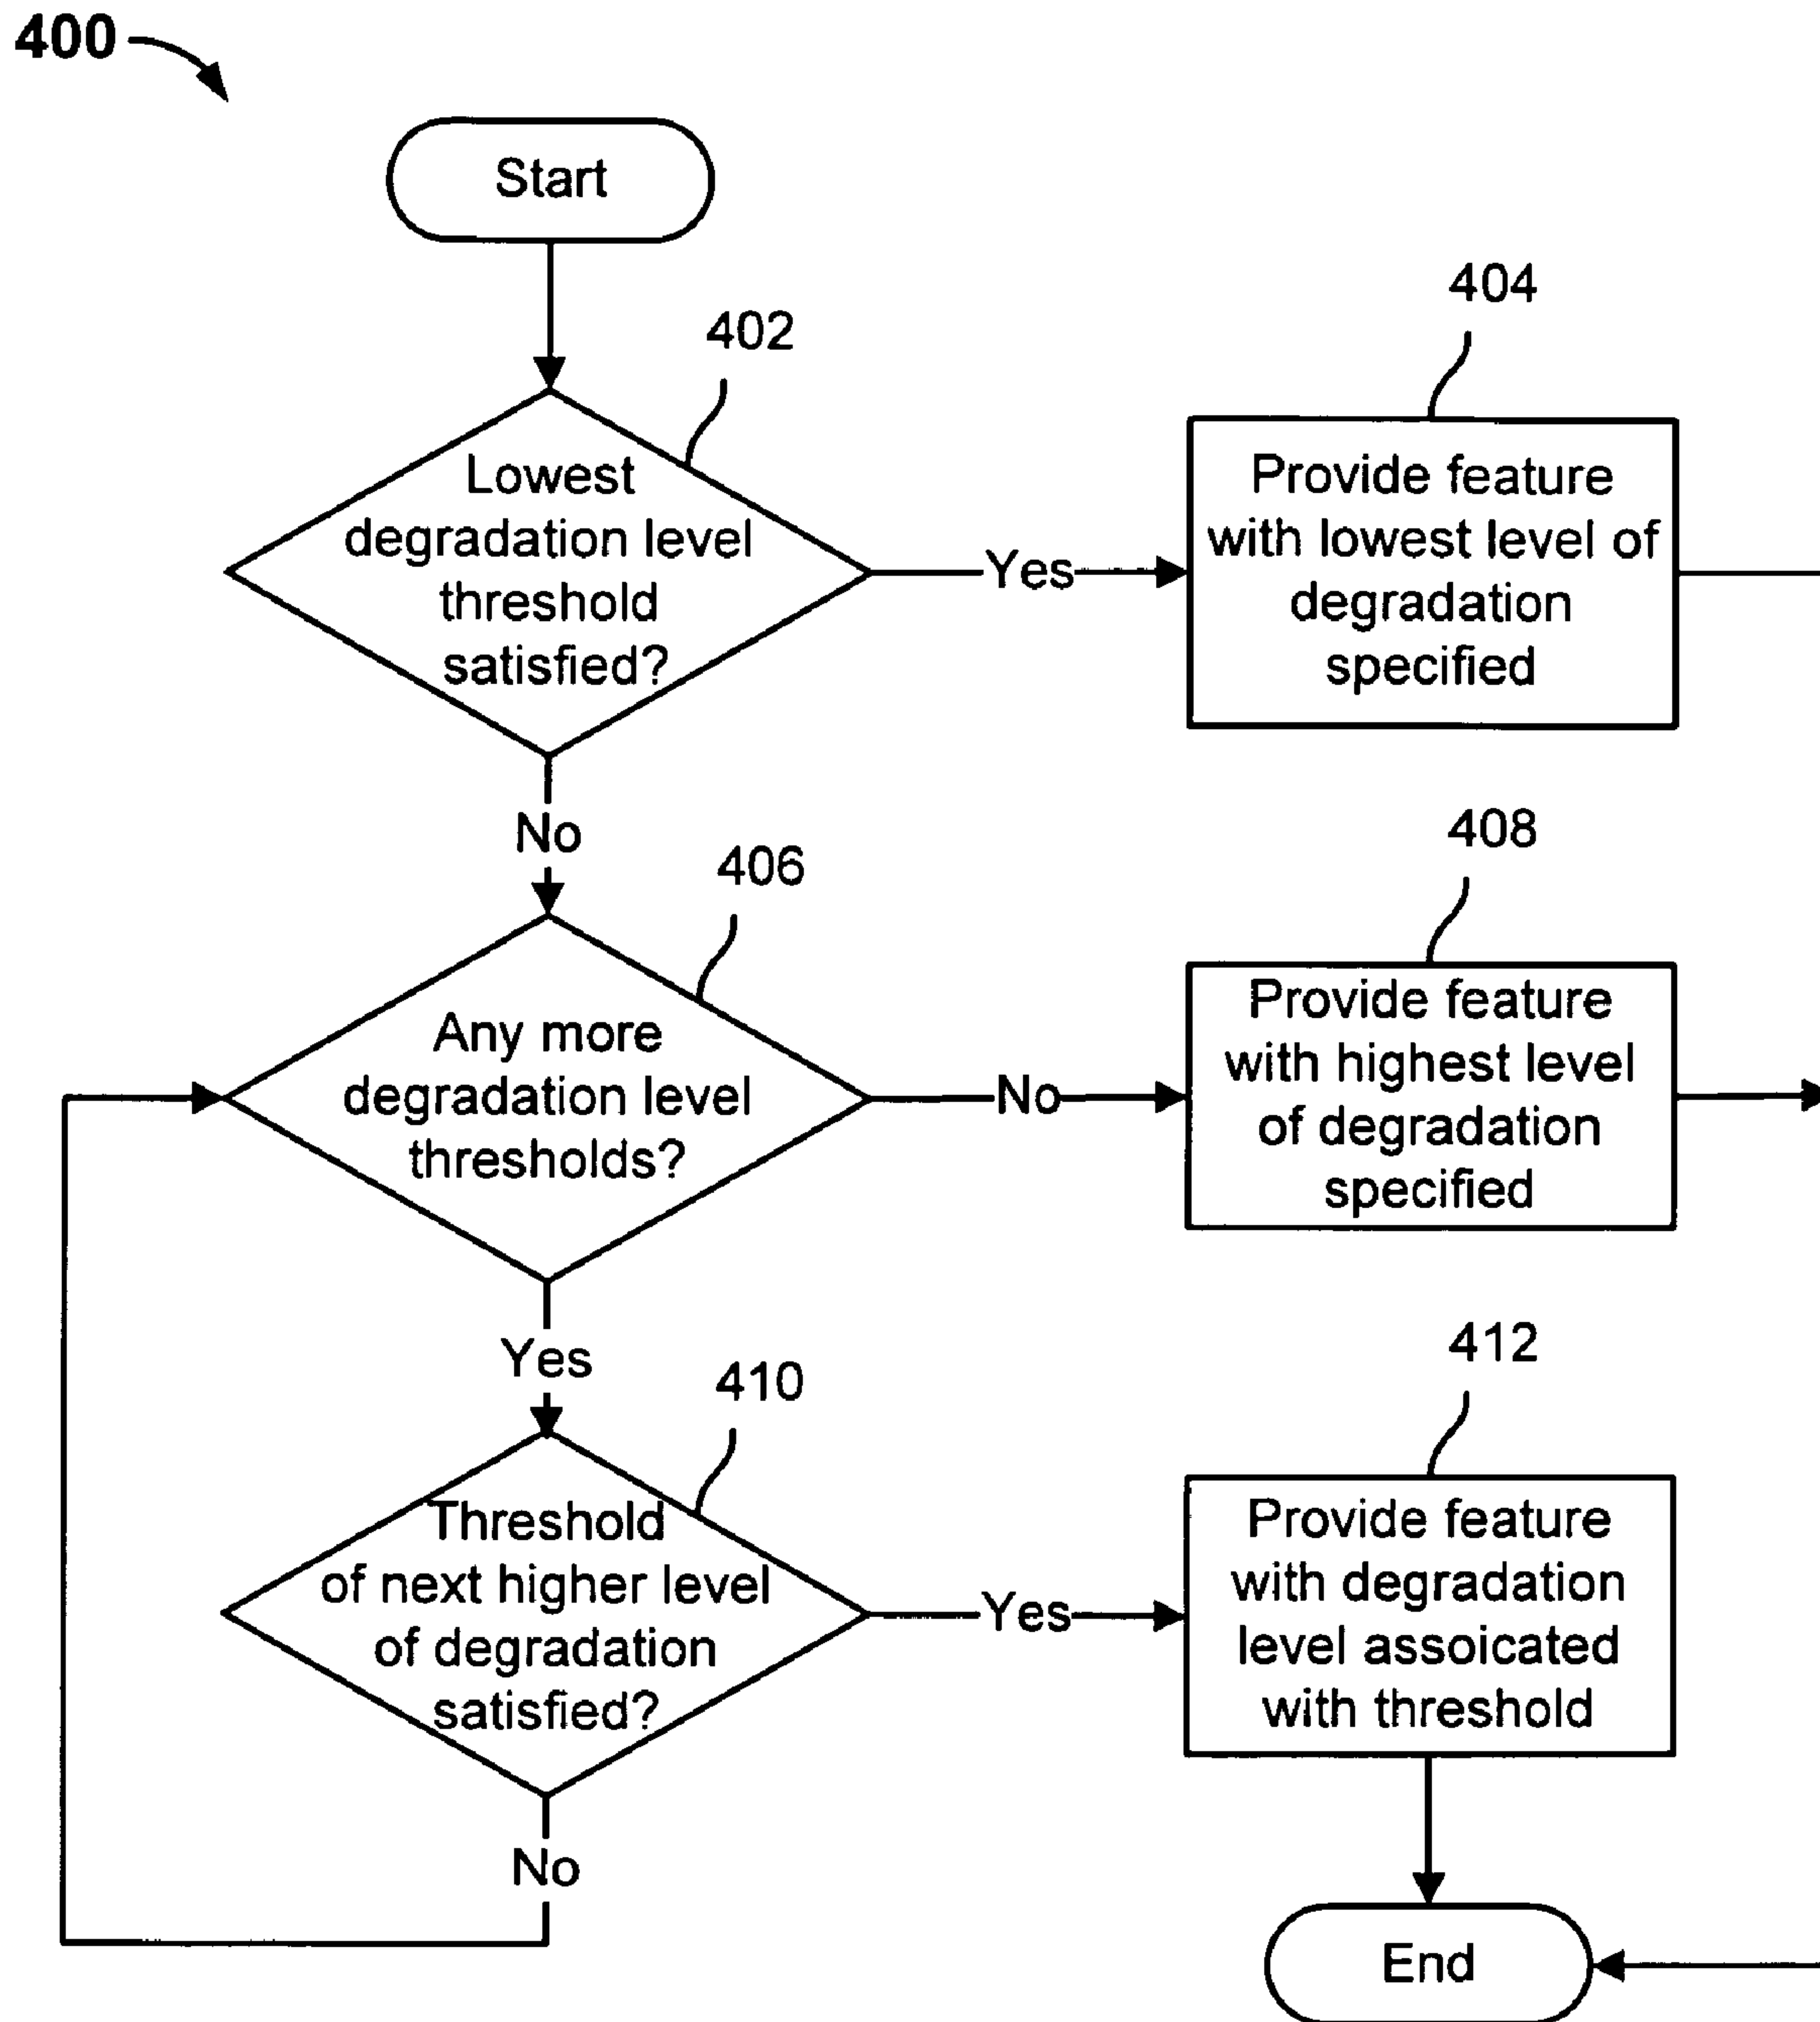 400
Start
402
Lowest
degradation level
threshold
satisfied?
Yes
404
Provide feature
with lowest level of
degradation
specified
No
406
Any more
degradation level
thresholds?
No
408
Provide feature
with highest level
of degradation
specified
Yes
410
Threshold
of next higher level
of degradation
satisfied?
Yes
412
Provide feature
with degradation
level assoicated
with threshold
No
End